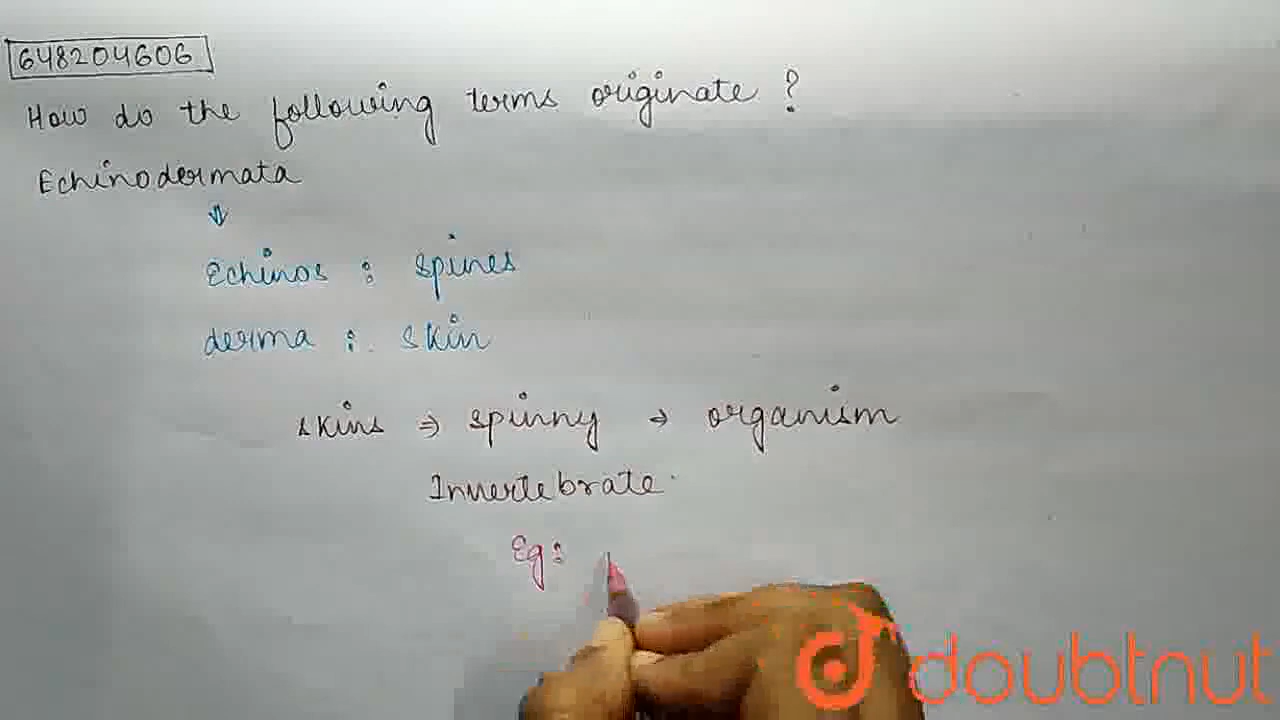 648204606
How do the following terms originate ?
Echinodermata
⇓
Echinos : spines
derma : skin
skins ⇒ spinny → organism
Invertebrate.
Eg:
doubtnut